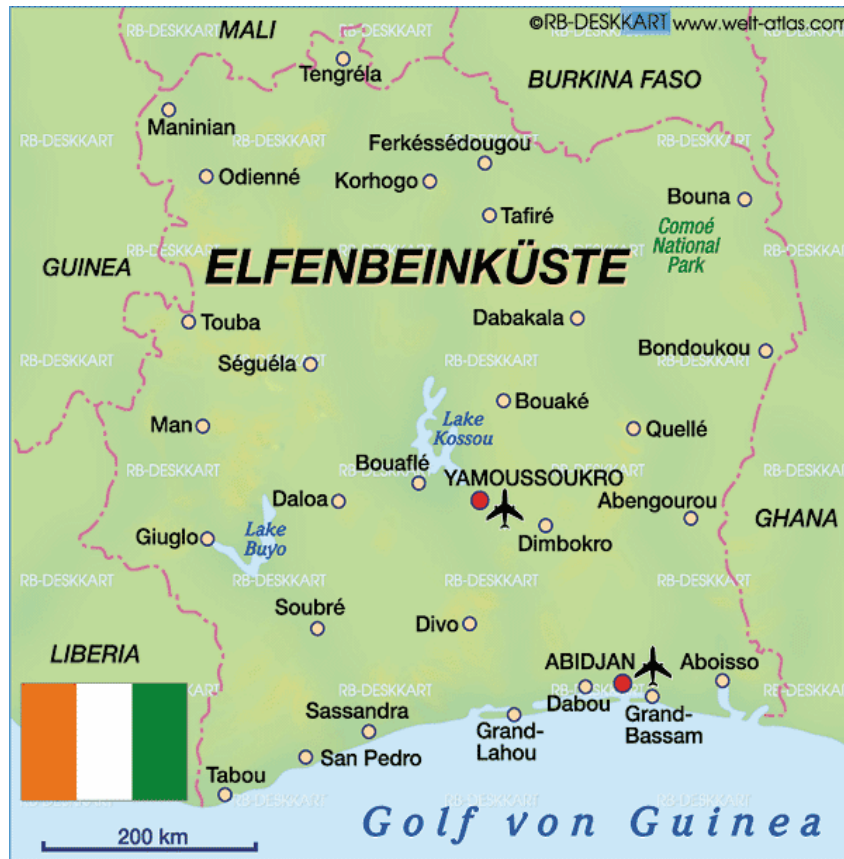 ©RB-DESKKART www.welt-atlas.com
MALI
BURKINA FASO
Tengréla
Maninian
Ferkéssédougou
Odienné
Korhogo
Bouna
Tafiré
Comoé
National
Park
GUINEA
ELFENBEINKÜSTE
Touba
Dabakala
Bondoukou
Séguéla
Bouaké
Man
Lake
Kossou
Quellé
Bouaflé
YAMOUSSOUKRO
Daloa
Abengourou
GHANA
Giuglo
Lake
Buyo
Dimbokro
Soubré
Divo
LIBERIA
ABIDJAN
Aboisso
Dabou
Grand-
Bassam
Sassandra
Grand-
Lahou
San Pedro
Tabou
Golf von Guinea
200 km
RB-DESKKART